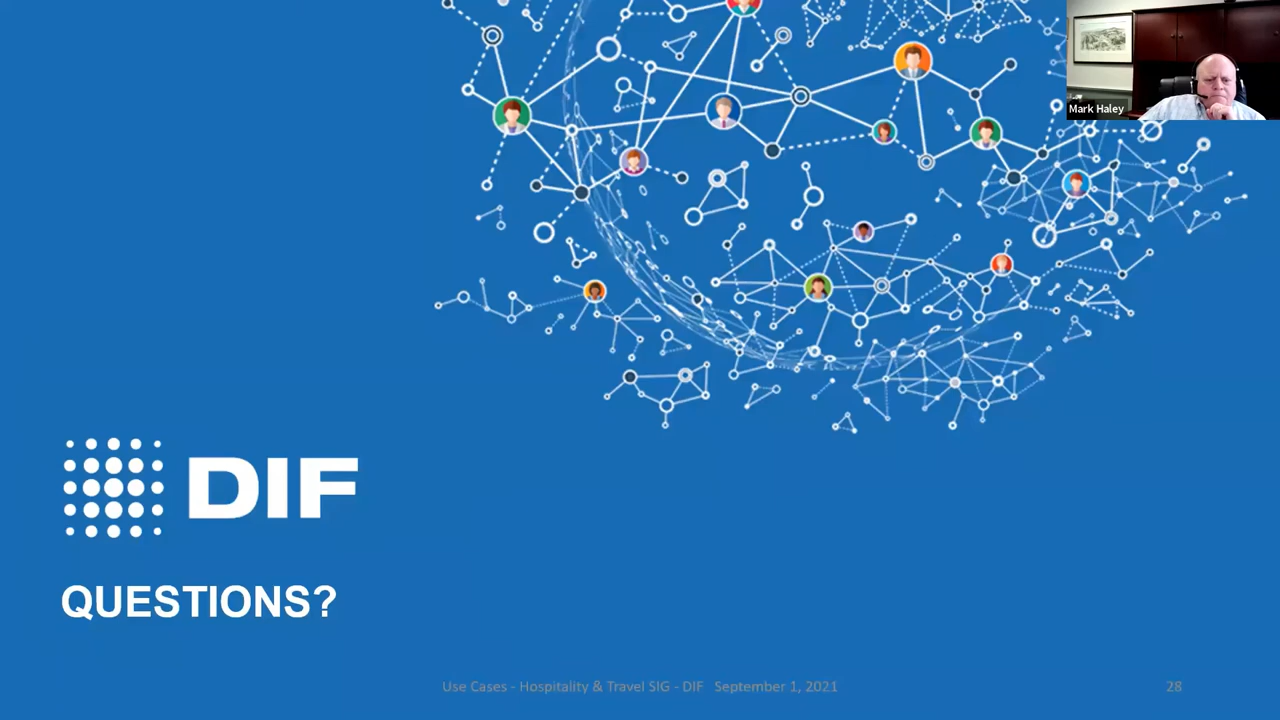 Mark Haley
DIF
QUESTIONS?
Use Cases - Hospitality & Travel SIG - DIF September 1, 2021
28